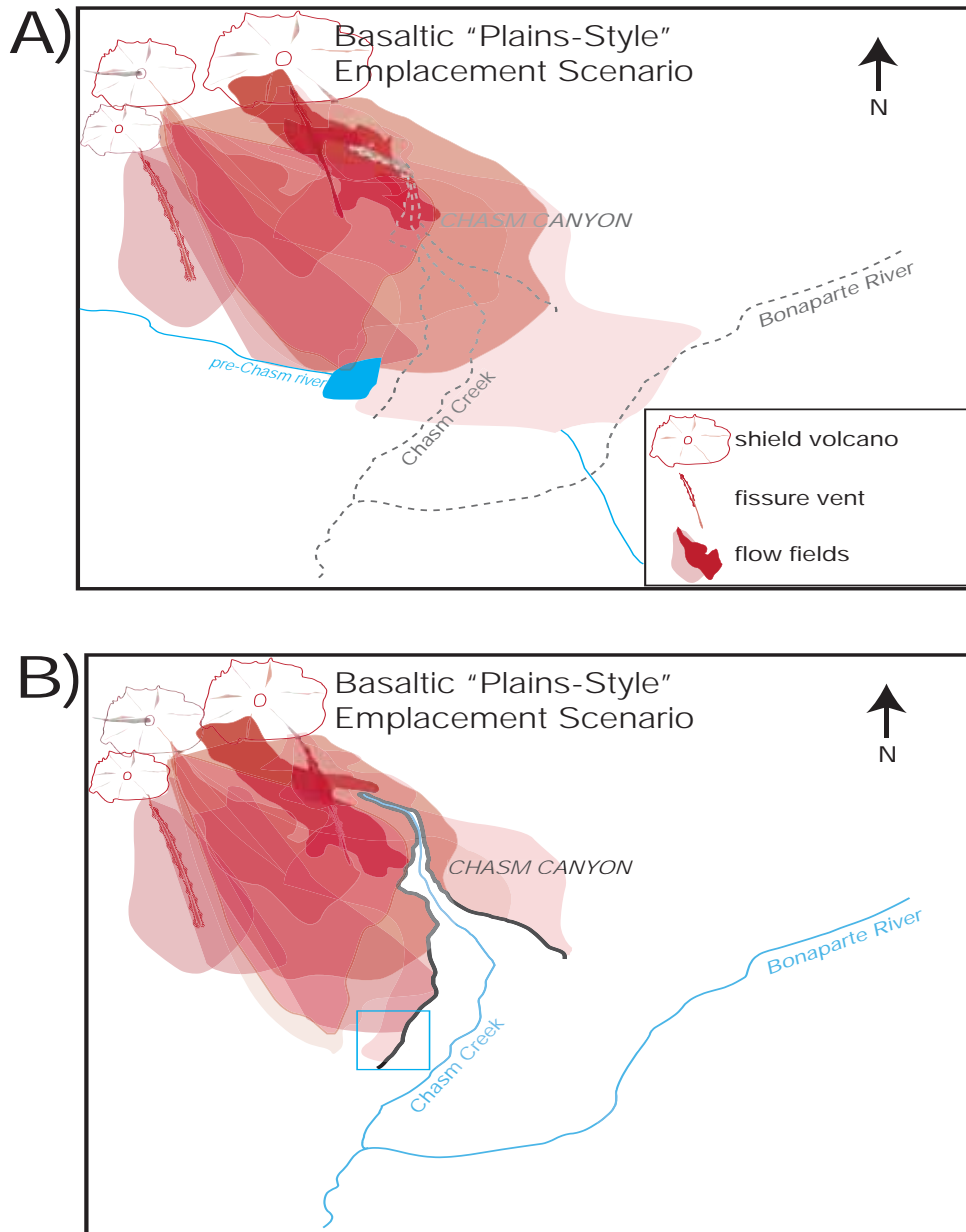 A)
Basaltic “Plains-Style”
Emplacement Scenario
N
CHASM CANYON
Bonaparte River
pre-Chasm river
Chasm Creek
shield volcano
fissure vent
flow fields
B)
Basaltic “Plains-Style”
Emplacement Scenario
N
CHASM CANYON
Bonaparte River
Chasm Creek